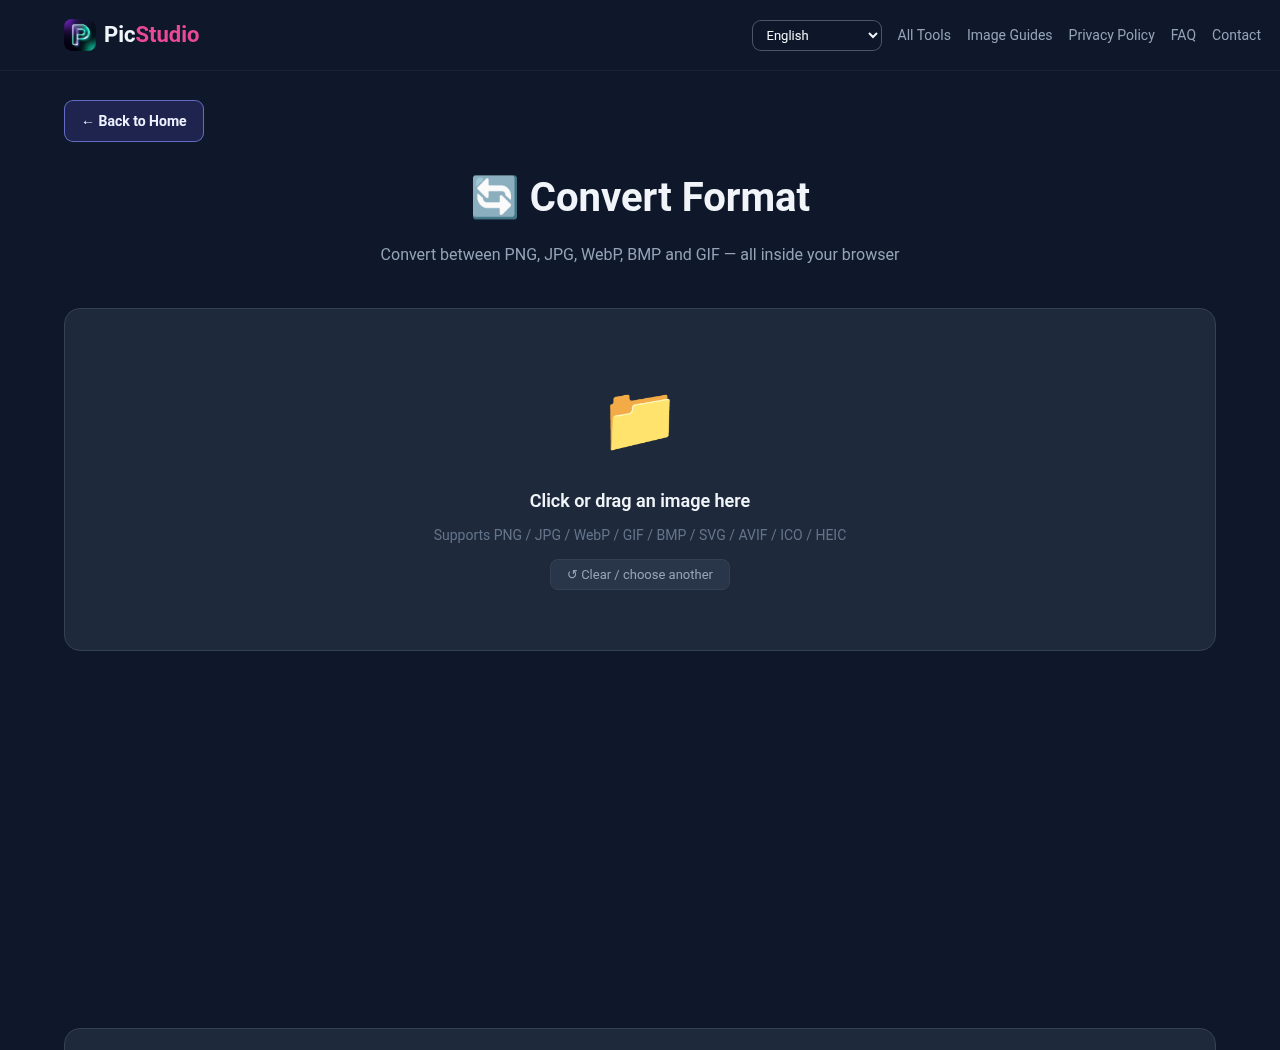 PicStudio
English
All Tools
Image Guides
Privacy Policy
FAQ
Contact
← Back to Home
🔄 Convert Format
Convert between PNG, JPG, WebP, BMP and GIF — all inside your browser
Click or drag an image here
Supports PNG / JPG / WebP / GIF / BMP / SVG / AVIF / ICO / HEIC
↺ Clear / choose another